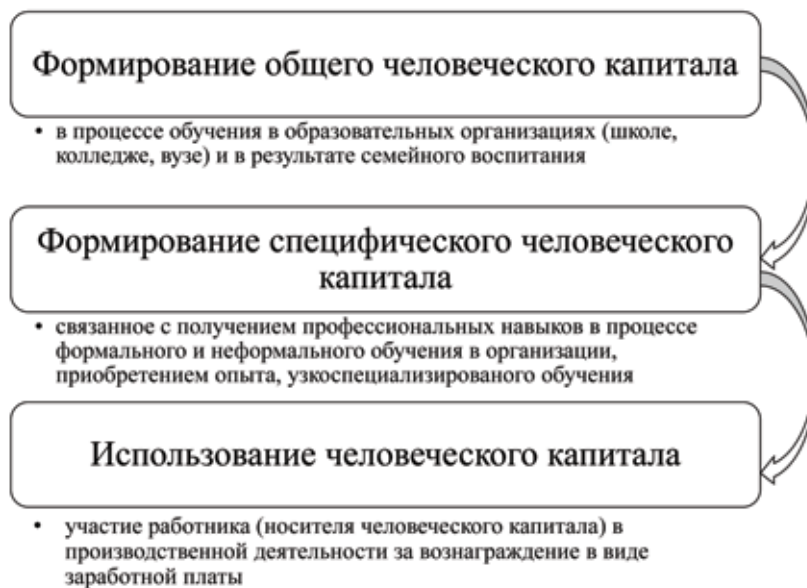 Формирование общего человеческого капитала
• в процессе обучения в образовательных организациях (школе,
колледже, вузе) и в результате семейного воспитания
Формирование специфического человеческого
капитала
• связанное с получением профессиональных навыков в процессе
формального и неформального обучения в организации,
приобретением опыта, узкоспециализированого обучения
Использование человеческого капитала
• участие работника (носителя человеческого капитала) в
производственной деятельности за вознаграждение в виде
заработной платы